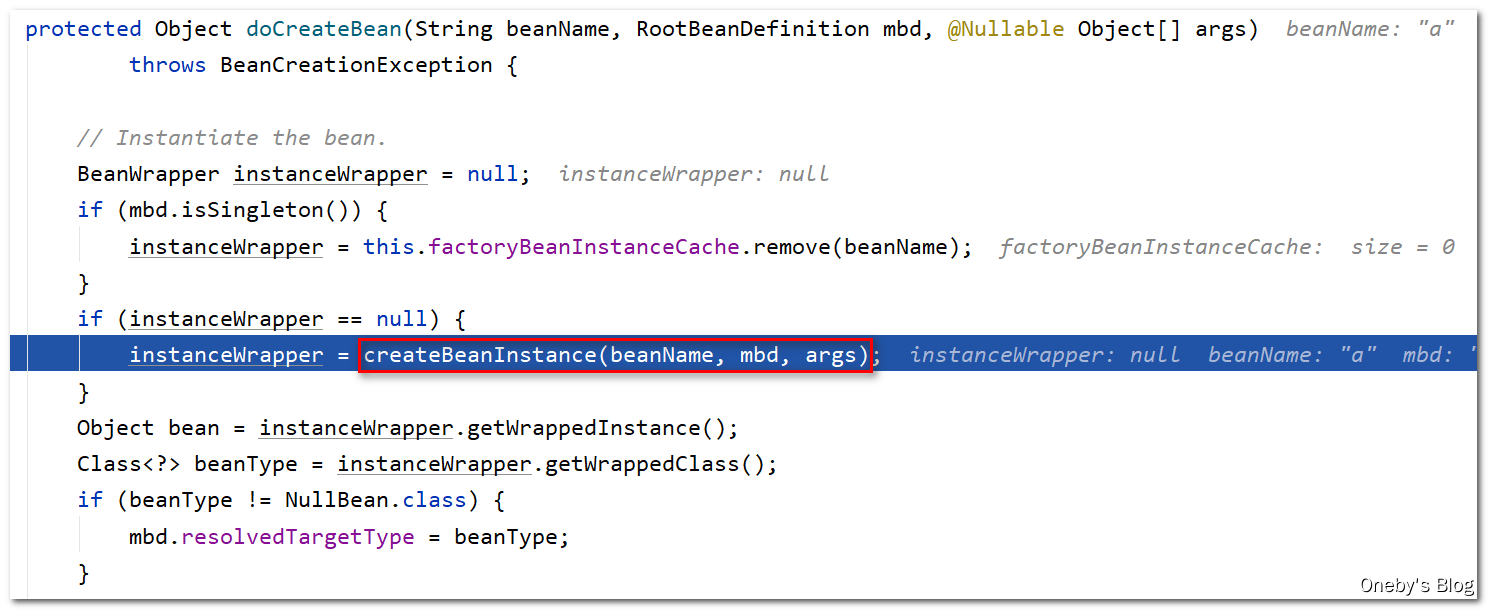 protected Object doCreateBean(String beanName, RootBeanDefinition mbd, @Nullable Object[] args)  beanName: "a"
        throws BeanCreationException {
    // Instantiate the bean.
    BeanWrapper instanceWrapper = null;  instanceWrapper: null
    if (mbd.isSingleton()) {
        instanceWrapper = this.factoryBeanInstanceCache.remove(beanName);  factoryBeanInstanceCache:  size = 0
    }
    if (instanceWrapper == null) {
        instanceWrapper = createBeanInstance(beanName, mbd, args);  instanceWrapper: null  beanName: "a"  mbd: "
    }
    Object bean = instanceWrapper.getWrappedInstance();
    Class<?> beanType = instanceWrapper.getWrappedClass();
    if (beanType != NullBean.class) {
        mbd.resolvedTargetType = beanType;
    }
Oneby's Blog